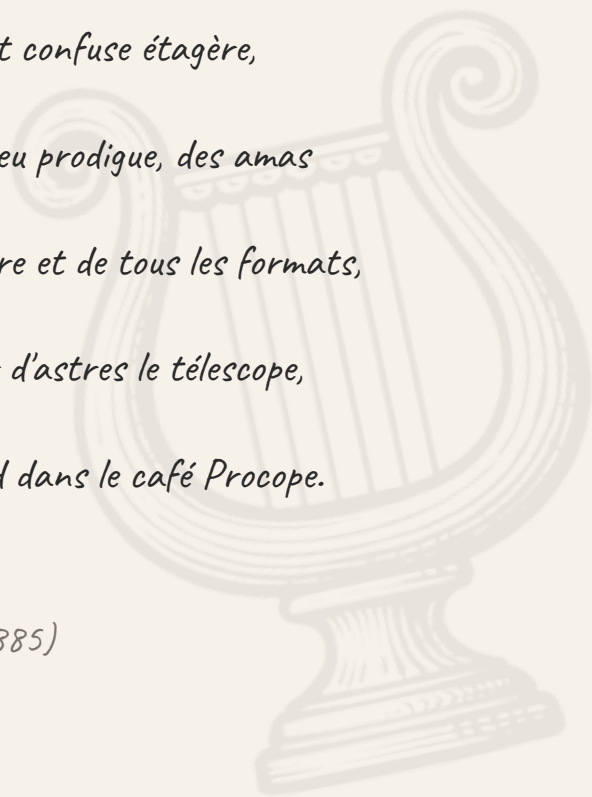 t confuse étagère,
eu prodigue, des amas
re et de tous les formats,
d'astres le télescope,
d dans le café Procope.
885)